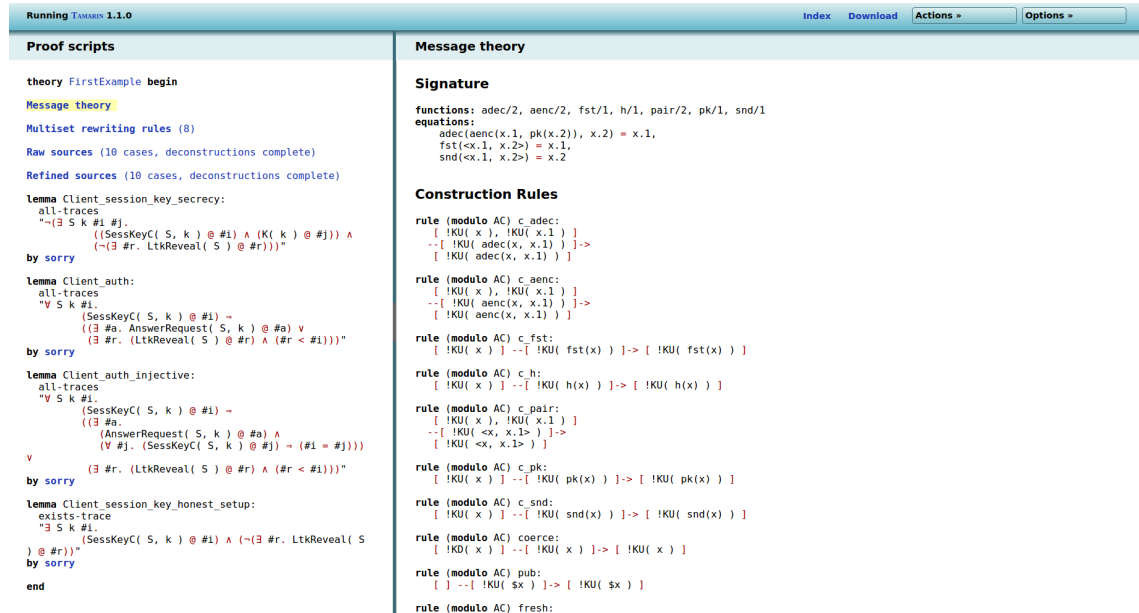 Running TAMARIN 1.1.0
Index Download Actions » Options »
Proof scripts
theory FirstExample begin
Message theory
Multiset rewriting rules (8)
Raw sources (10 cases, deconstructions complete)
Refined sources (10 cases, deconstructions complete)
lemma Client_session_key_secrecy:
all-traces
"¬(∃ S k #i #j.
((SessKeyC( S, k ) @ #i) ∧ (K( k ) @ #j)) ∧
(¬(∃ #r. LtkReveal( S ) @ #r)))"
by sorry
lemma Client_auth:
all-traces
"∀ S k #i.
(SessKeyC( S, k ) @ #i) ⇒
((∃ #a. AnswerRequest( S, k ) @ #a) ∨
(∃ #r. (LtkReveal( S ) @ #r) ∧ (#r < #i)))"
by sorry
lemma Client_auth_injective:
all-traces
"∀ S k #i.
(SessKeyC( S, k ) @ #i) ⇒
((∃ #a.
(AnswerRequest( S, k ) @ #a) ∧
(∀ #j. (SessKeyC( S, k ) @ #j) ⇒ (#i = #j)))
∨
(∃ #r. (LtkReveal( S ) @ #r) ∧ (#r < #i)))"
by sorry
lemma Client_session_key_honest_setup:
exists-trace
"∃ S k #i.
(SessKeyC( S, k ) @ #i) ∧ (¬(∃ #r. LtkReveal( S
) @ #r))"
by sorry
end
Message theory
Signature
functions: adec/2, aenc/2, fst/1, h/1, pair/2, pk/1, snd/1
equations:
adec(aenc(x.1, pk(x.2)), x.2) = x.1,
fst(<x.1, x.2>) = x.1,
snd(<x.1, x.2>) = x.2
Construction Rules
rule (modulo AC) c_adec:
[ !KU( x ), !KU( x.1 ) ]
--[ !KU( adec(x, x.1) ) ]->
[ !KU( adec(x, x.1) ) ]
rule (modulo AC) c_aenc:
[ !KU( x ), !KU( x.1 ) ]
--[ !KU( aenc(x, x.1) ) ]->
[ !KU( aenc(x, x.1) ) ]
rule (modulo AC) c_fst:
[ !KU( x ) ] --[ !KU( fst(x) ) ]-> [ !KU( fst(x) ) ]
rule (modulo AC) c_h:
[ !KU( x ) ] --[ !KU( h(x) ) ]-> [ !KU( h(x) ) ]
rule (modulo AC) c_pair:
[ !KU( x ), !KU( x.1 ) ]
--[ !KU( <x, x.1> ) ]->
[ !KU( <x, x.1> ) ]
rule (modulo AC) c_pk:
[ !KU( x ) ] --[ !KU( pk(x) ) ]-> [ !KU( pk(x) ) ]
rule (modulo AC) c_snd:
[ !KU( x ) ] --[ !KU( snd(x) ) ]-> [ !KU( snd(x) ) ]
rule (modulo AC) coerce:
[ !KD( x ) ] --[ !KU( x ) ]-> [ !KU( x ) ]
rule (modulo AC) pub:
[ ] --[ !KU( $x ) ]-> [ !KU( $x ) ]
rule (modulo AC) fresh: